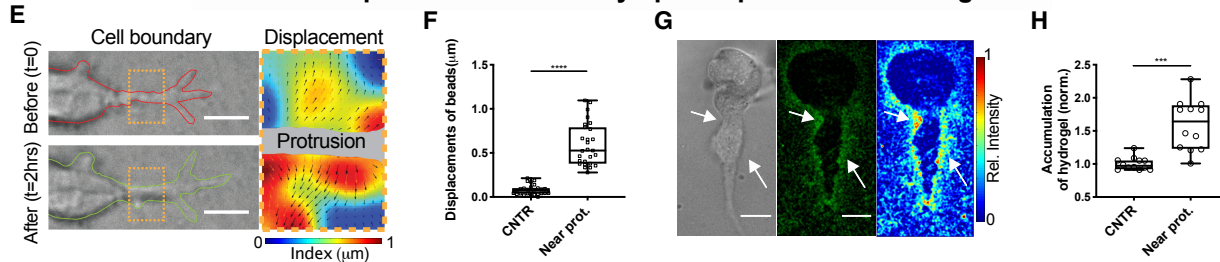 E
Cell boundary
Displacement
Before (t=0)
After (t=2hrs)
Protrusion
0
1
Index (μm)
F
Displacements of beads(μm)
1.5
1.0
0.5
0.0
****
CNTR
Near prot.
G
1
Rel. Intensity
0
H
Accumulation
of hydrogel (norm.)
2.5
2.0
1.5
1.0
0.5
***
CNTR
Near prot.